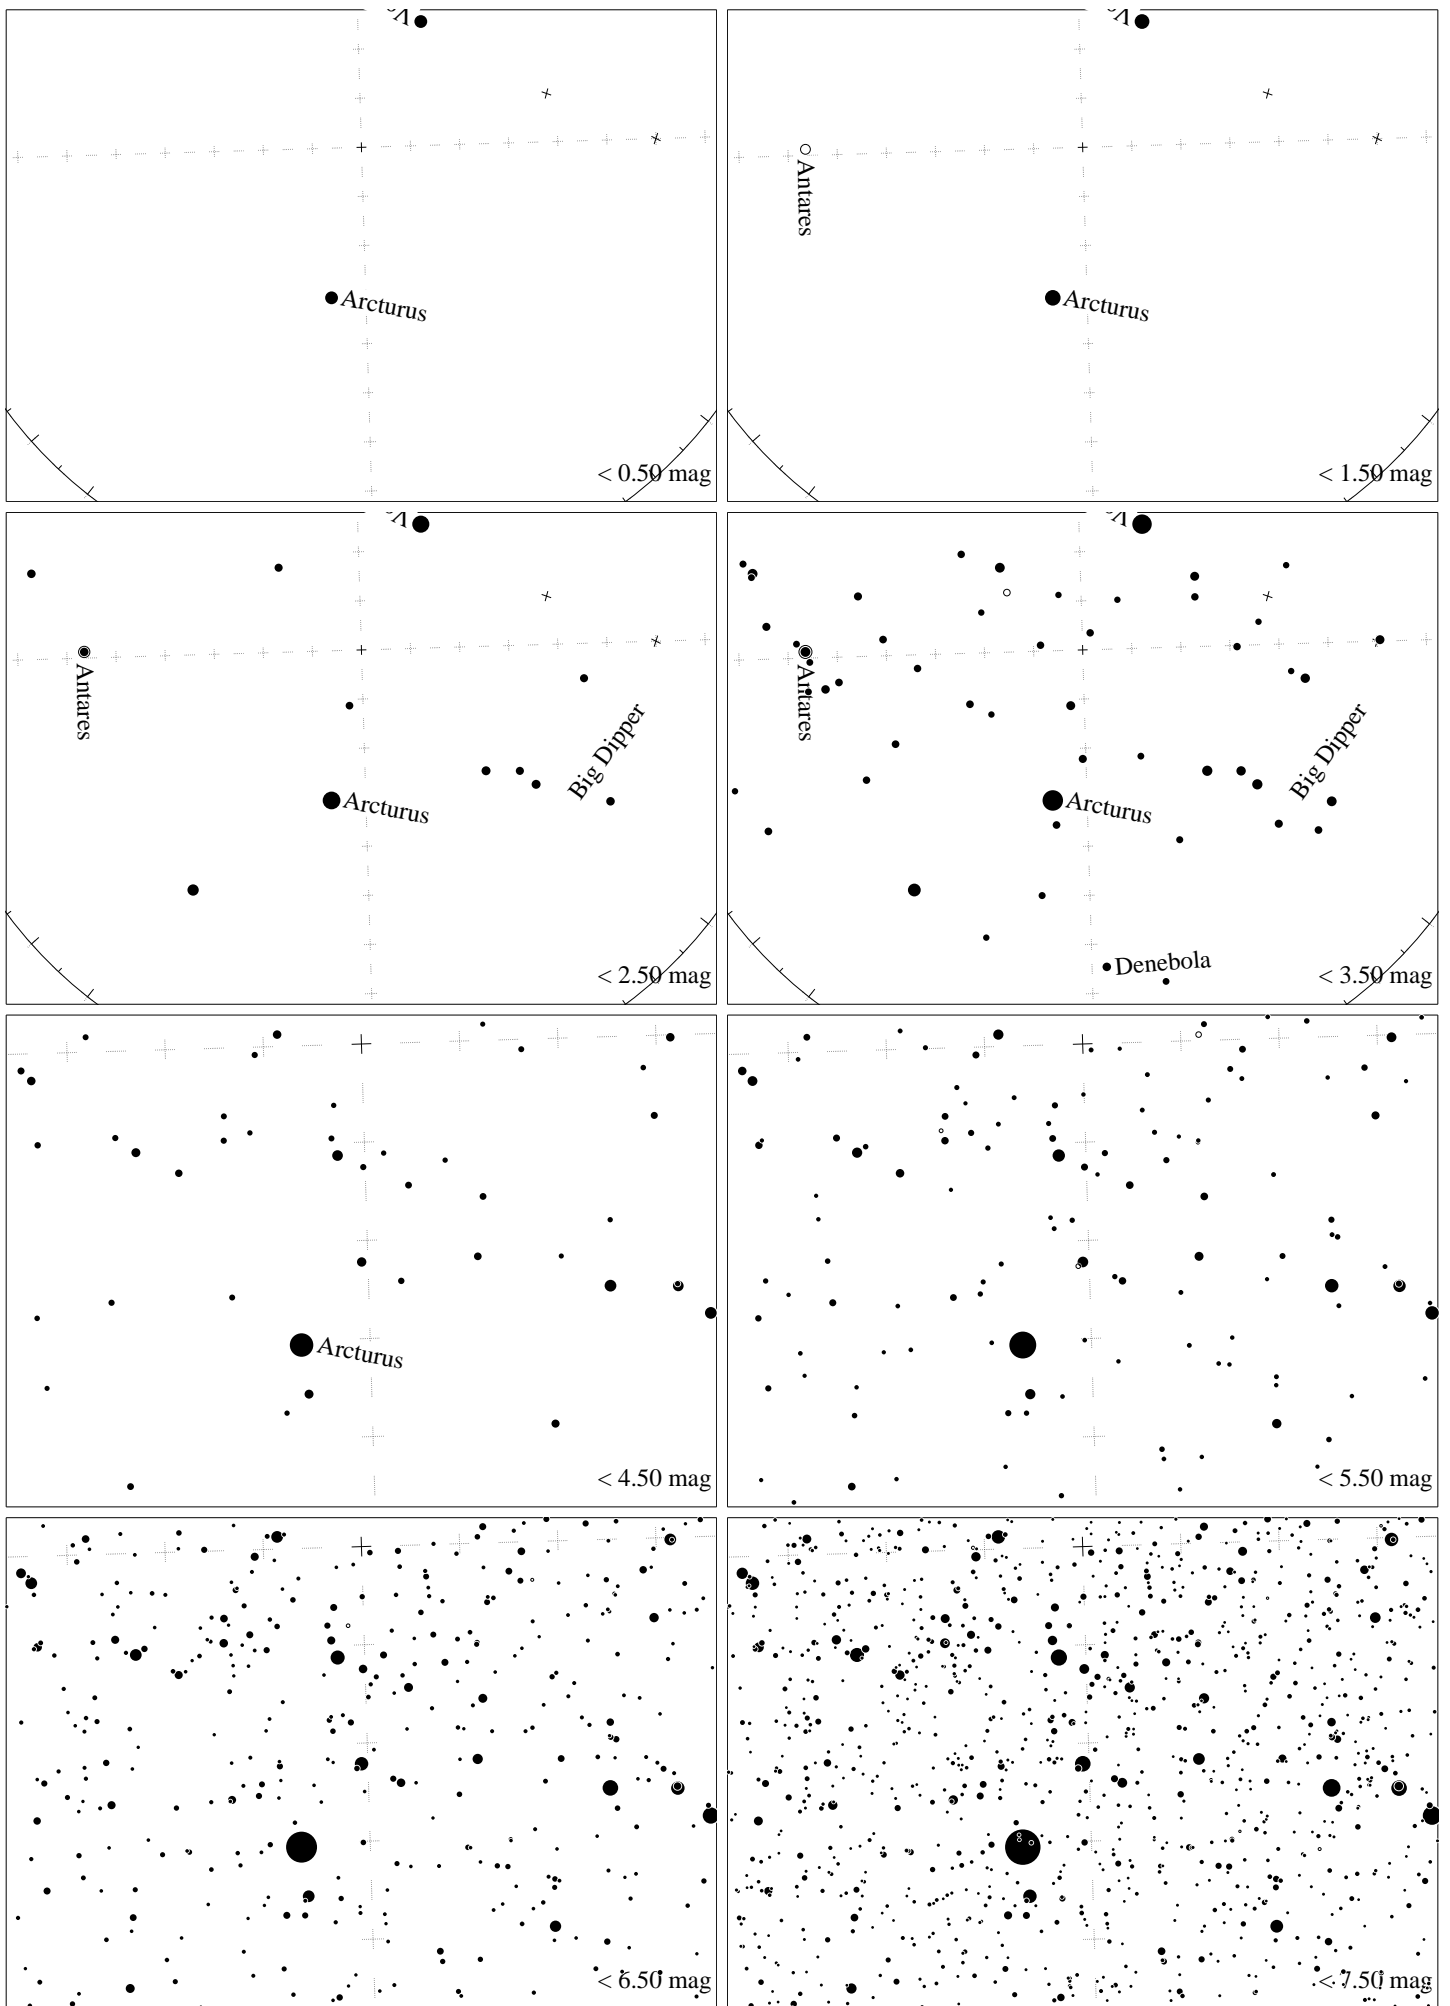 Arcturus
< 0.50 mag
Antares
Arcturus
< 1.50 mag
Antares
Big Dipper
Arcturus
< 2.50 mag
Antares
Big Dipper
Arcturus
Denebola
< 3.50 mag
Arcturus
< 4.50 mag
< 5.50 mag
< 6.50 mag
< 7.50 mag